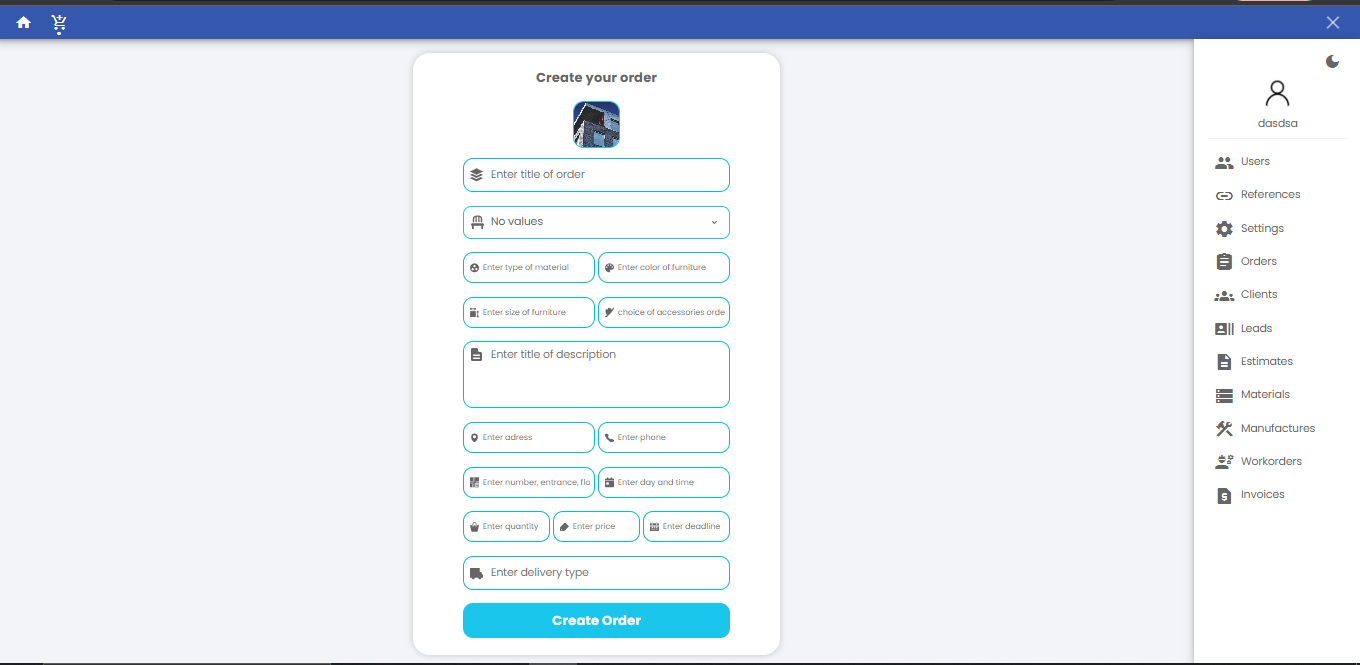 Create your order
dasdsa
Enter title of order
No values
Enter type of material
Enter color of furniture
Enter size of furniture
choice of accessories orde
Enter title of description
Enter adress
Enter phone
Enter number, entrance, flo
Enter day and time
Enter quantity
Enter price
Enter deadline
Enter delivery type
Create Order
Users
References
Settings
Orders
Clients
Leads
Estimates
Materials
Manufactures
Workorders
Invoices